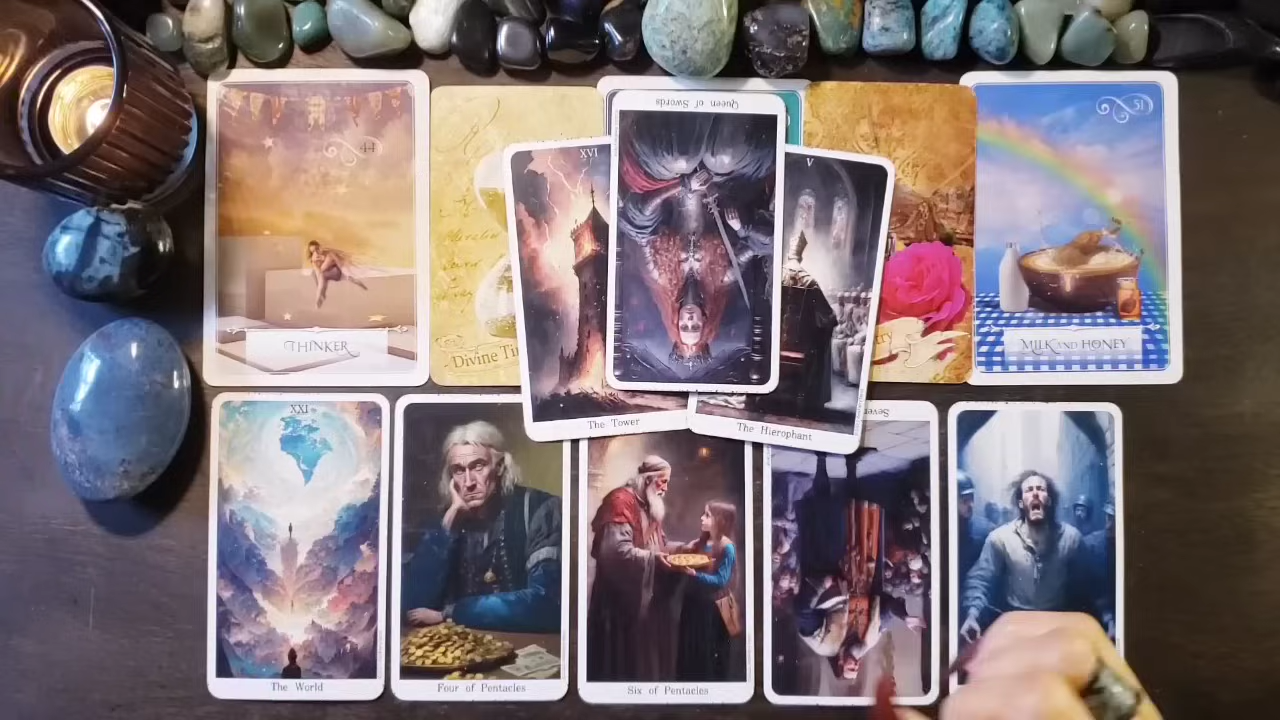 44
THINKER
Divine Ti
XVI
The Tower
Queen of Swords
V
The Hierophant
51
MILK AND HONEY
XXI
The World
Four of Pentacles
Six of Pentacles
Seve